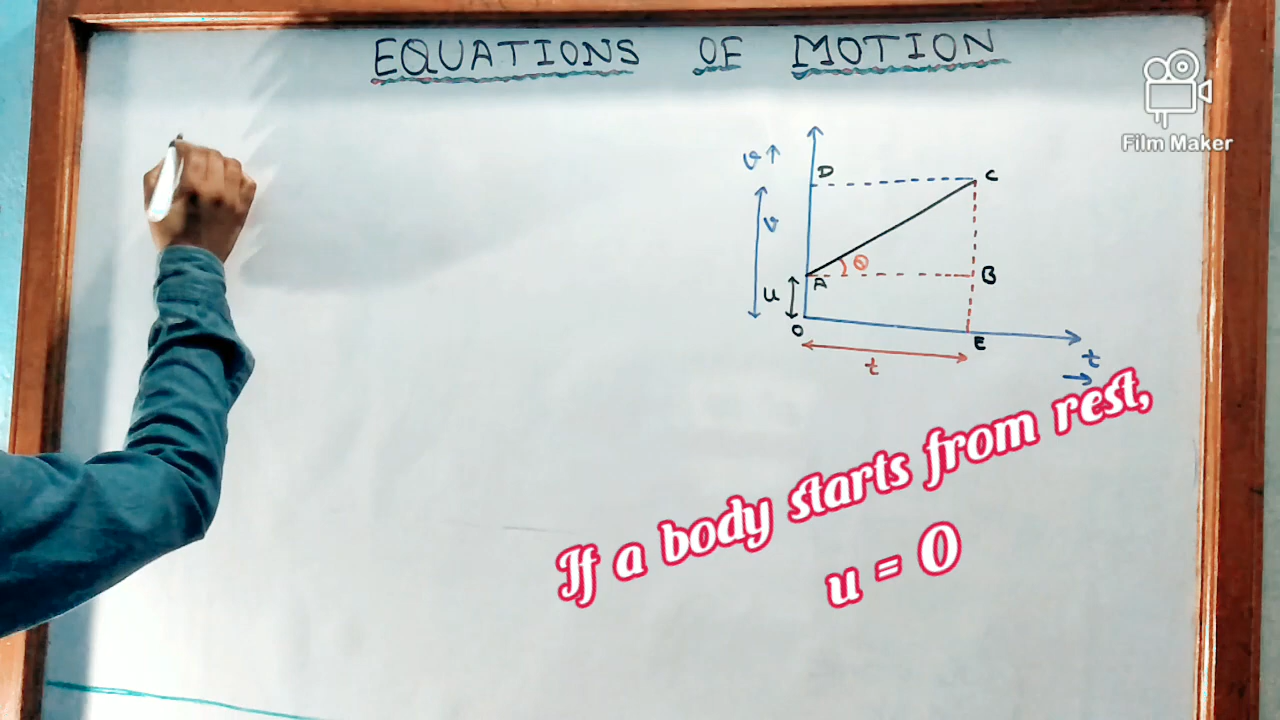 EQUATIONS OF MOTION
Film Maker
v ↑
D
C
v
θ
A
B
u
O
E
t
t
→
If a body starts from rest,
u = 0